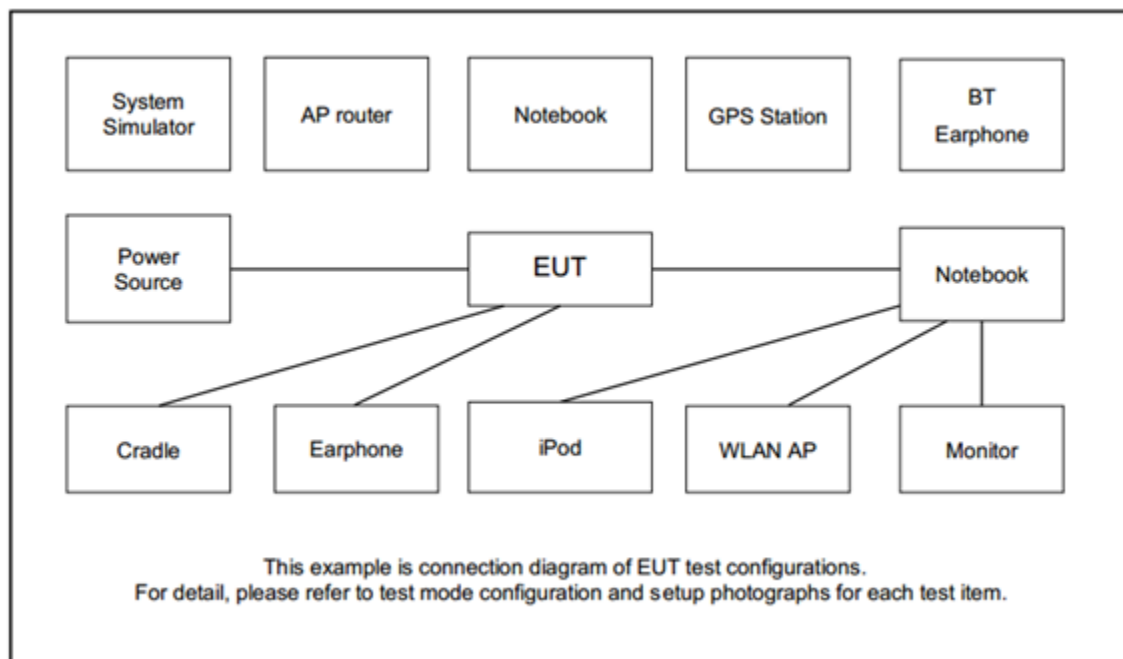 System
Simulator
AP router
Notebook
GPS Station
BT
Earphone
Power
Source
EUT
Notebook
Cradle
Earphone
iPod
WLAN AP
Monitor
This example is connection diagram of EUT test configurations.
For detail, please refer to test mode configuration and setup photographs for each test item.